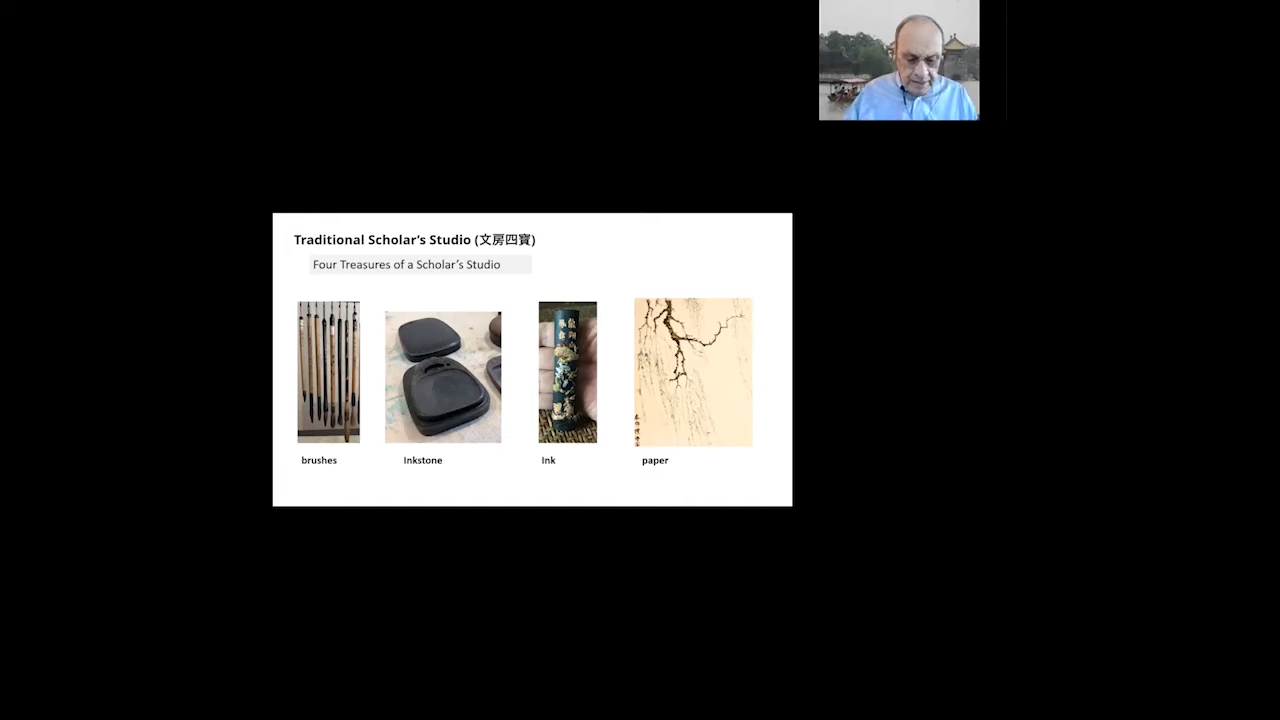 Traditional Scholar’s Studio (文房四寶)
Four Treasures of a Scholar’s Studio
brushes
Inkstone
Ink
paper